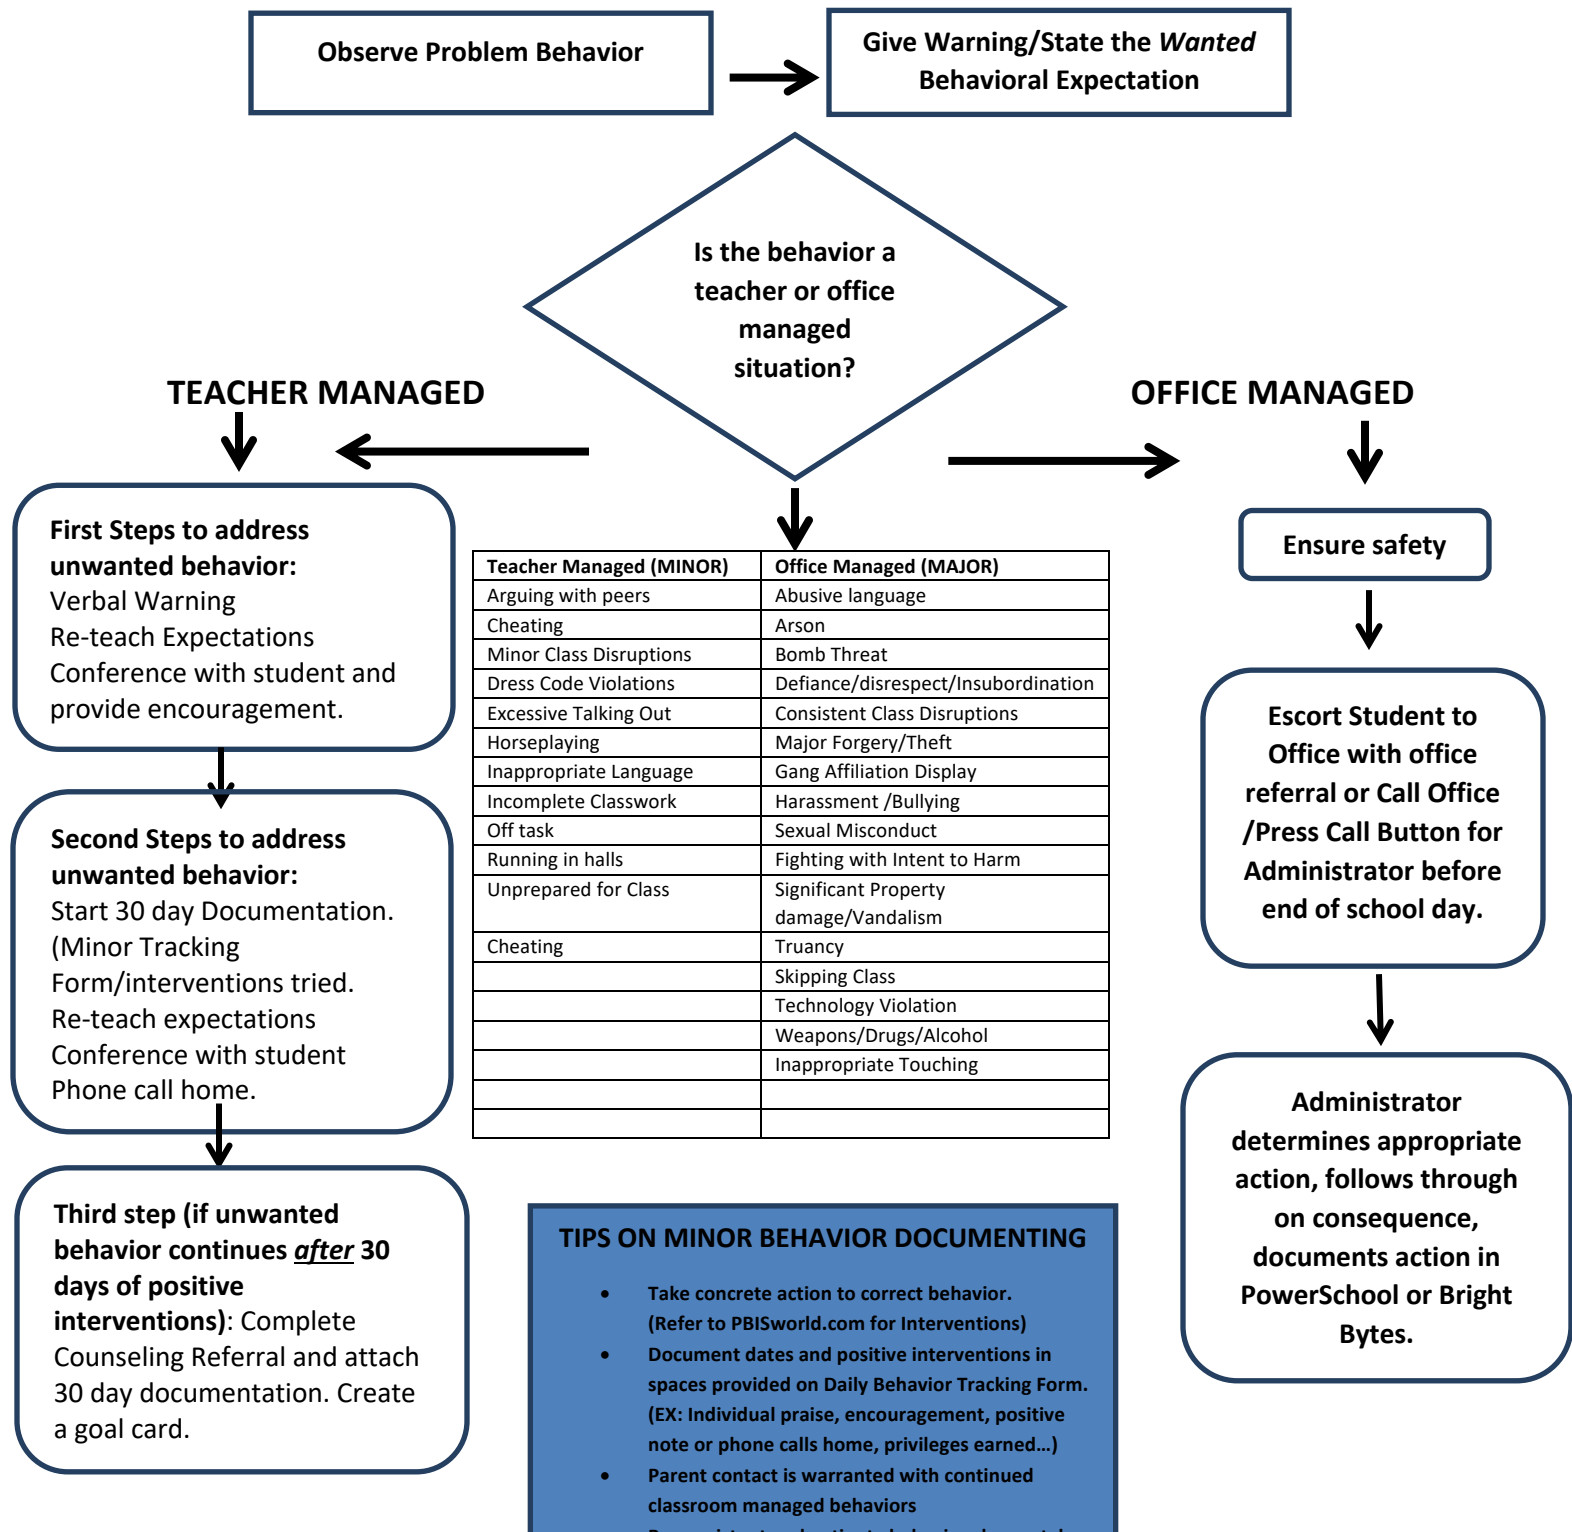 Observe Problem Behavior
Give Warning/State the Wanted
Behavioral Expectation
Is the behavior a
teacher or office
managed
situation?
TEACHER MANAGED
OFFICE MANAGED
First Steps to address
unwanted behavior:
Verbal Warning
Re-teach Expectations
Conference with student and
provide encouragement.
Second Steps to address
unwanted behavior:
Start 30 day Documentation.
(Minor Tracking
Form/interventions tried.
Re-teach expectations
Conference with student
Phone call home.
Third step (if unwanted
behavior continues after 30
days of positive
interventions): Complete
Counseling Referral and attach
30 day documentation. Create
a goal card.
Teacher Managed (MINOR) Office Managed (MAJOR)
Arguing with peers Abusive language
Cheating Arson
Minor Class Disruptions Bomb Threat
Dress Code Violations Defiance/disrespect/Insubordination
Excessive Talking Out Consistent Class Disruptions
Horseplaying Major Forgery/Theft
Inappropriate Language Gang Affiliation Display
Incomplete Classwork Harassment /Bullying
Off task Sexual Misconduct
Running in halls Fighting with Intent to Harm
Unprepared for Class Significant Property
damage/Vandalism
Cheating Truancy
Skipping Class
Technology Violation
Weapons/Drugs/Alcohol
Inappropriate Touching
TIPS ON MINOR BEHAVIOR DOCUMENTING
• Take concrete action to correct behavior.
(Refer to PBISworld.com for Interventions)
• Document dates and positive interventions in
spaces provided on Daily Behavior Tracking Form.
(EX: Individual praise, encouragement, positive
note or phone calls home, privileges earned…)
• Parent contact is warranted with continued
classroom managed behaviors
Ensure safety
Escort Student to
Office with office
referral or Call Office
/Press Call Button for
Administrator before
end of school day.
Administrator
determines appropriate
action, follows through
on consequence,
documents action in
PowerSchool or Bright
Bytes.